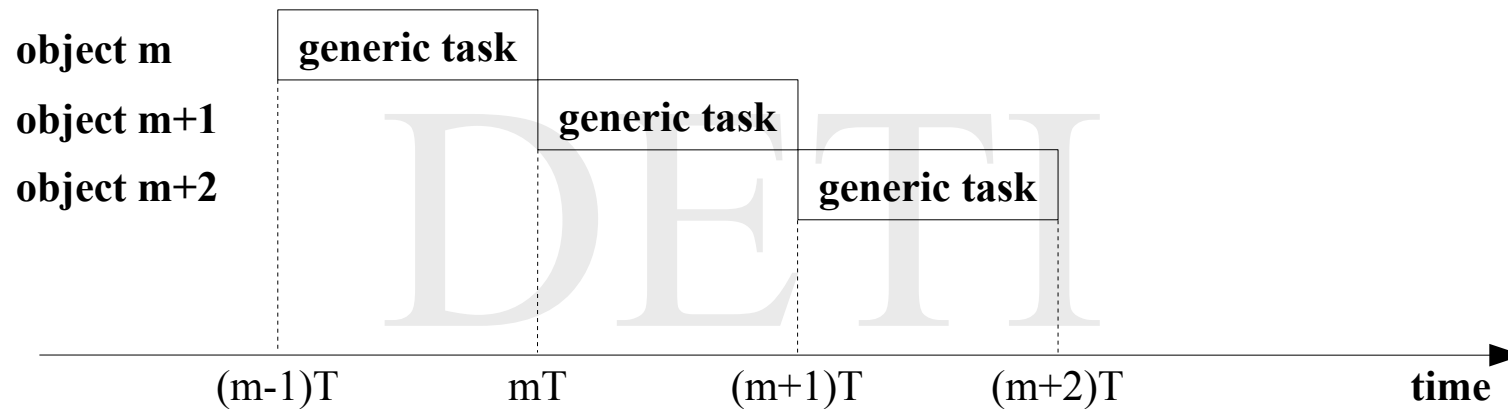 object m generic task
object m+1 generic task
object m+2 generic task
DETI
(m-1)T mT (m+1)T (m+2)T time